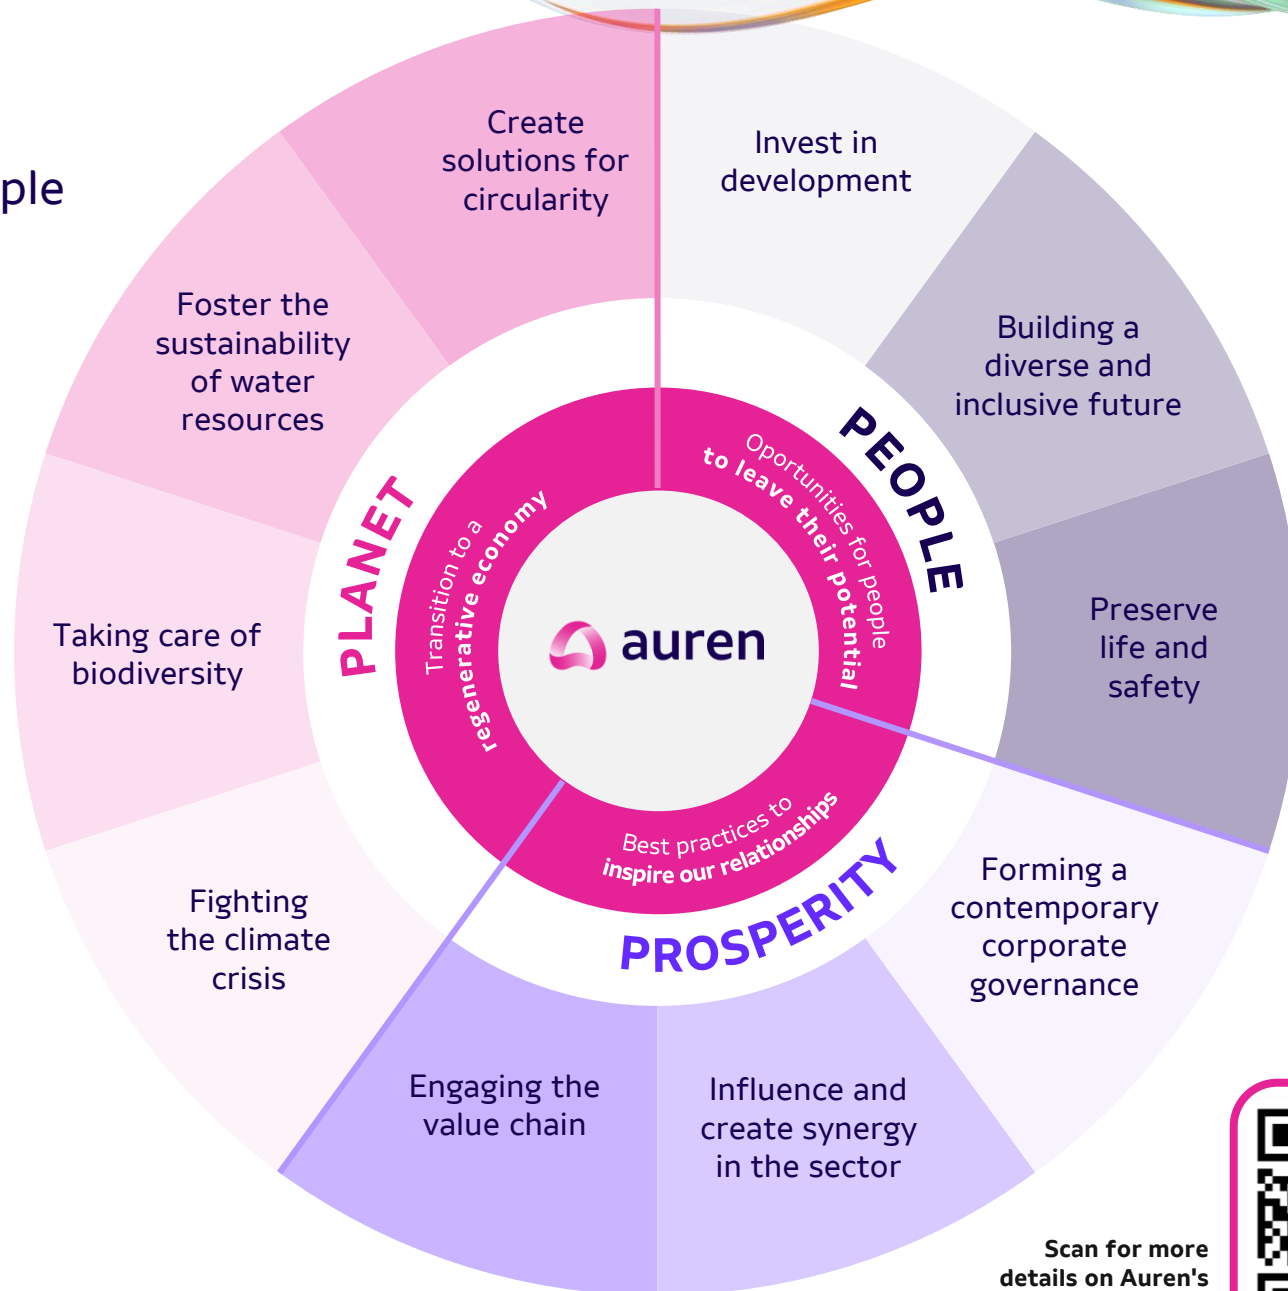 ple
Create
solutions for
circularity
Invest in
development
Foster the
sustainability
of water
resources
Building a
diverse and
inclusive future
PLANET
PEOPLE
Transition to a
regenerative economy
Oportunities for people
to leave their potential
auren
Taking care of
biodiversity
Preserve
life and
safety
Best practices to
inspire our relationships
PROSPERITY
Fighting
the climate
crisis
Forming a
contemporary
corporate
governance
Engaging the
value chain
Influence and
create synergy
in the sector
Scan for more
details on Auren's